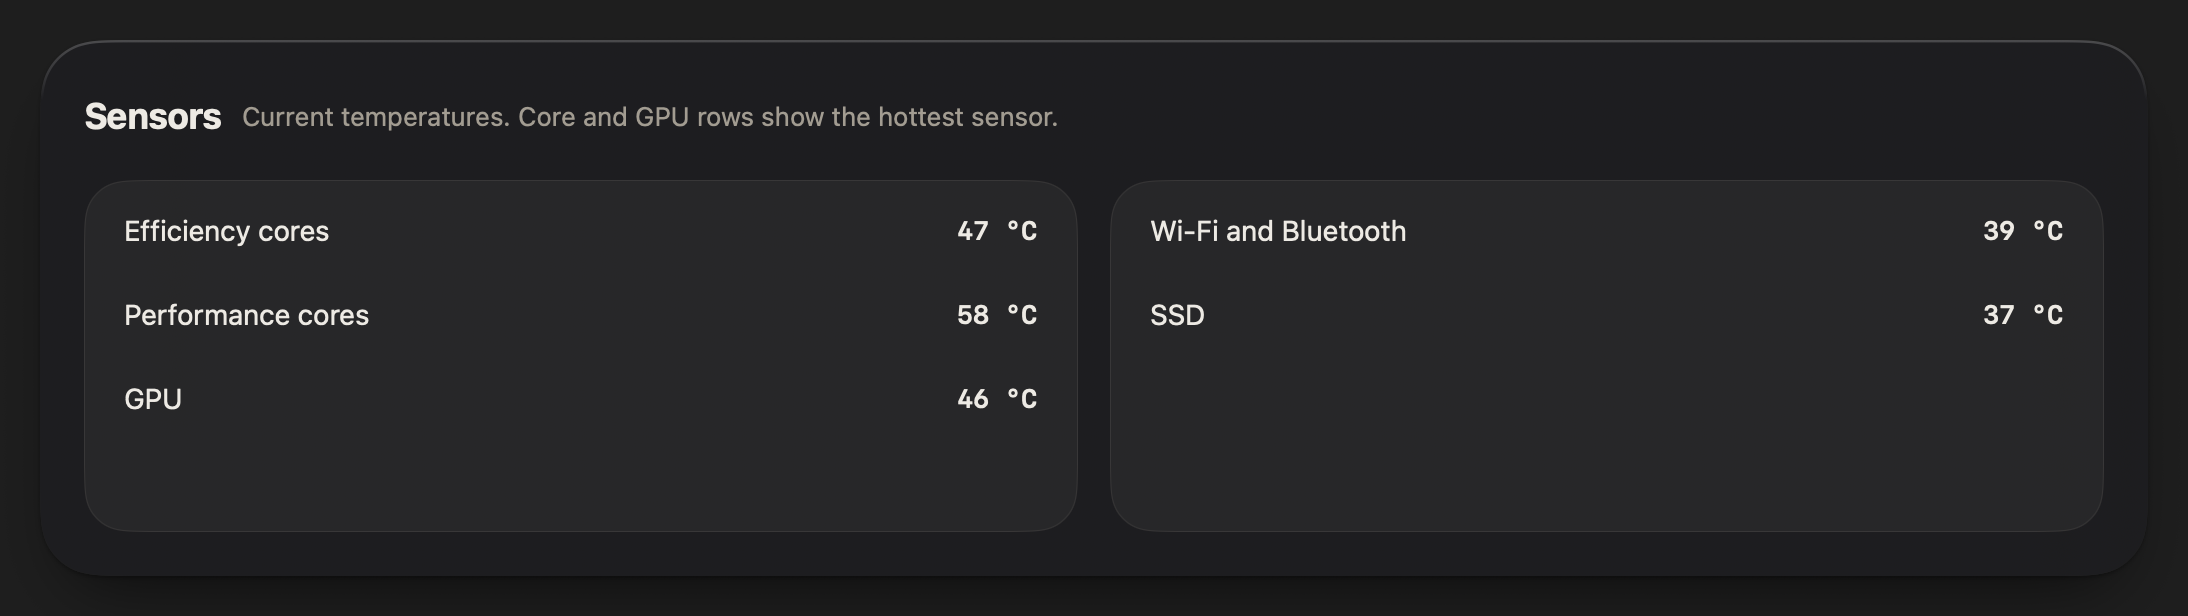 Sensors Current temperatures. Core and GPU rows show the hottest sensor.
Efficiency cores 47 °C
Performance cores 58 °C
GPU 46 °C
Wi-Fi and Bluetooth 39 °C
SSD 37 °C